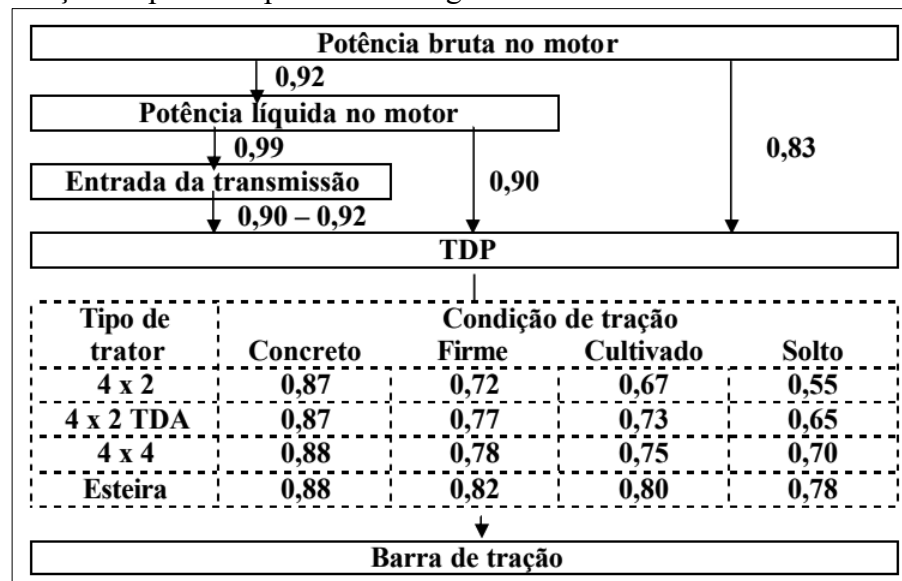 Potência bruta no motor
0,92
Potência líquida no motor
0,99
0,83
Entrada da transmissão
0,90
0,90 – 0,92
TDP
Tipo de trator
Condição de tração
Concreto Firme Cultivado Solto
4 x 2 0,87 0,72 0,67 0,55
4 x 2 TDA 0,87 0,77 0,73 0,65
4 x 4 0,88 0,78 0,75 0,70
Esteira 0,88 0,82 0,80 0,78
Barra de tração